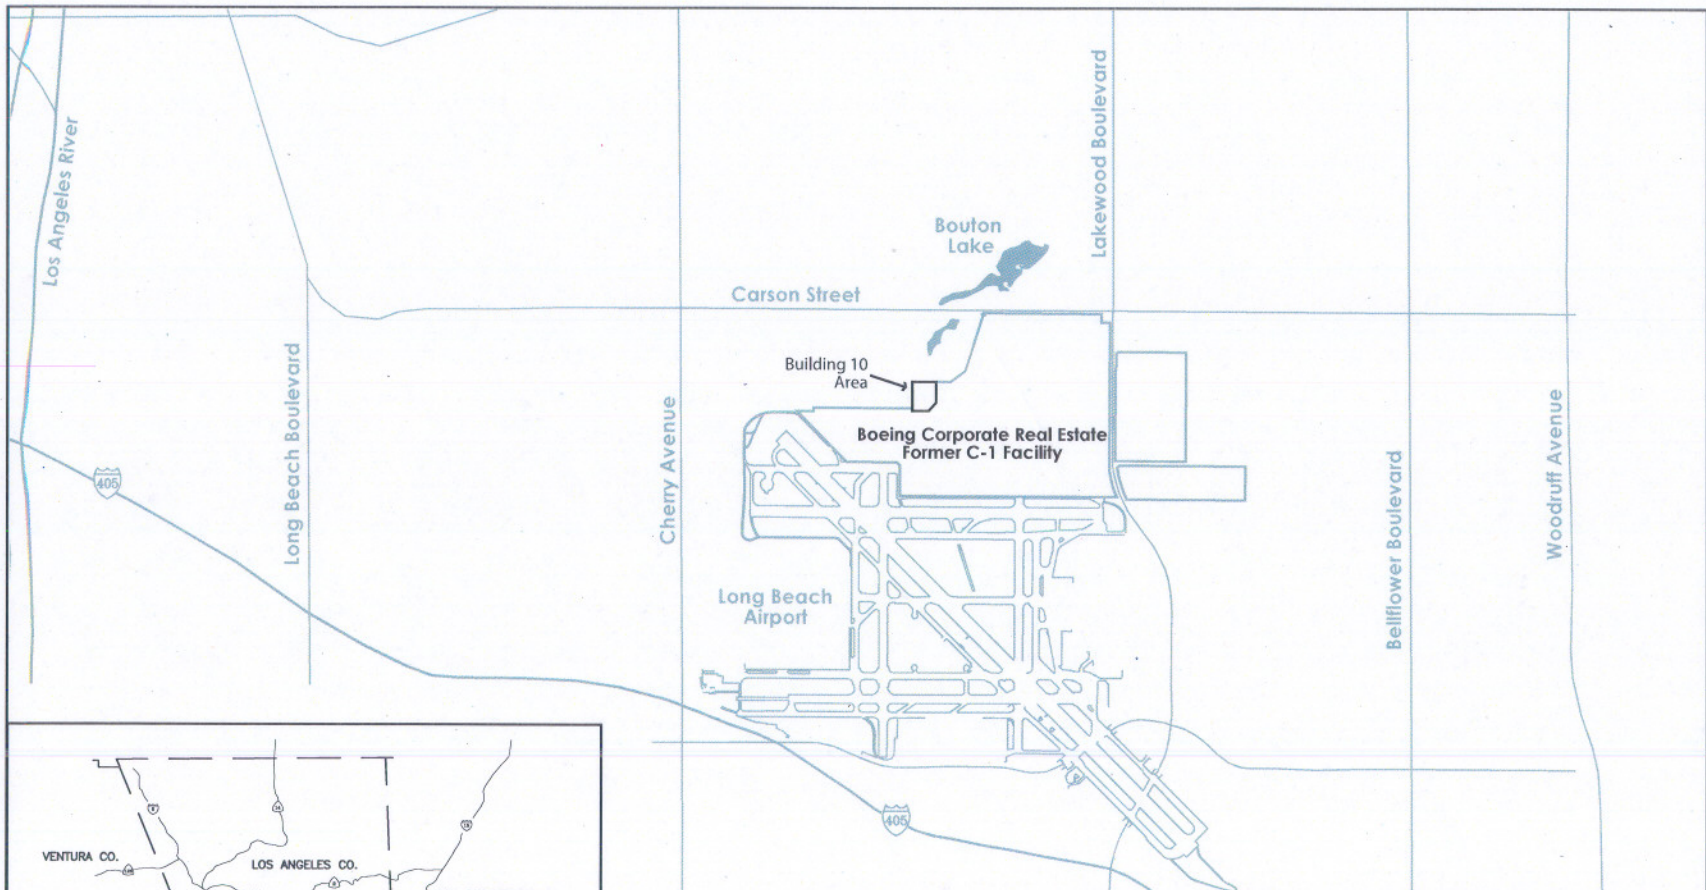 Los Angeles River
Lakewood Boulevard
Bouton
Lake
Carson Street
Building 10
Area
Long Beach Boulevard
Cherry Avenue
Boeing Corporate Real Estate
Former C-1 Facility
Woodruff Avenue
Bellflower Boulevard
405
Long Beach
Airport
405
VENTURA CO.
LOS ANGELES CO.